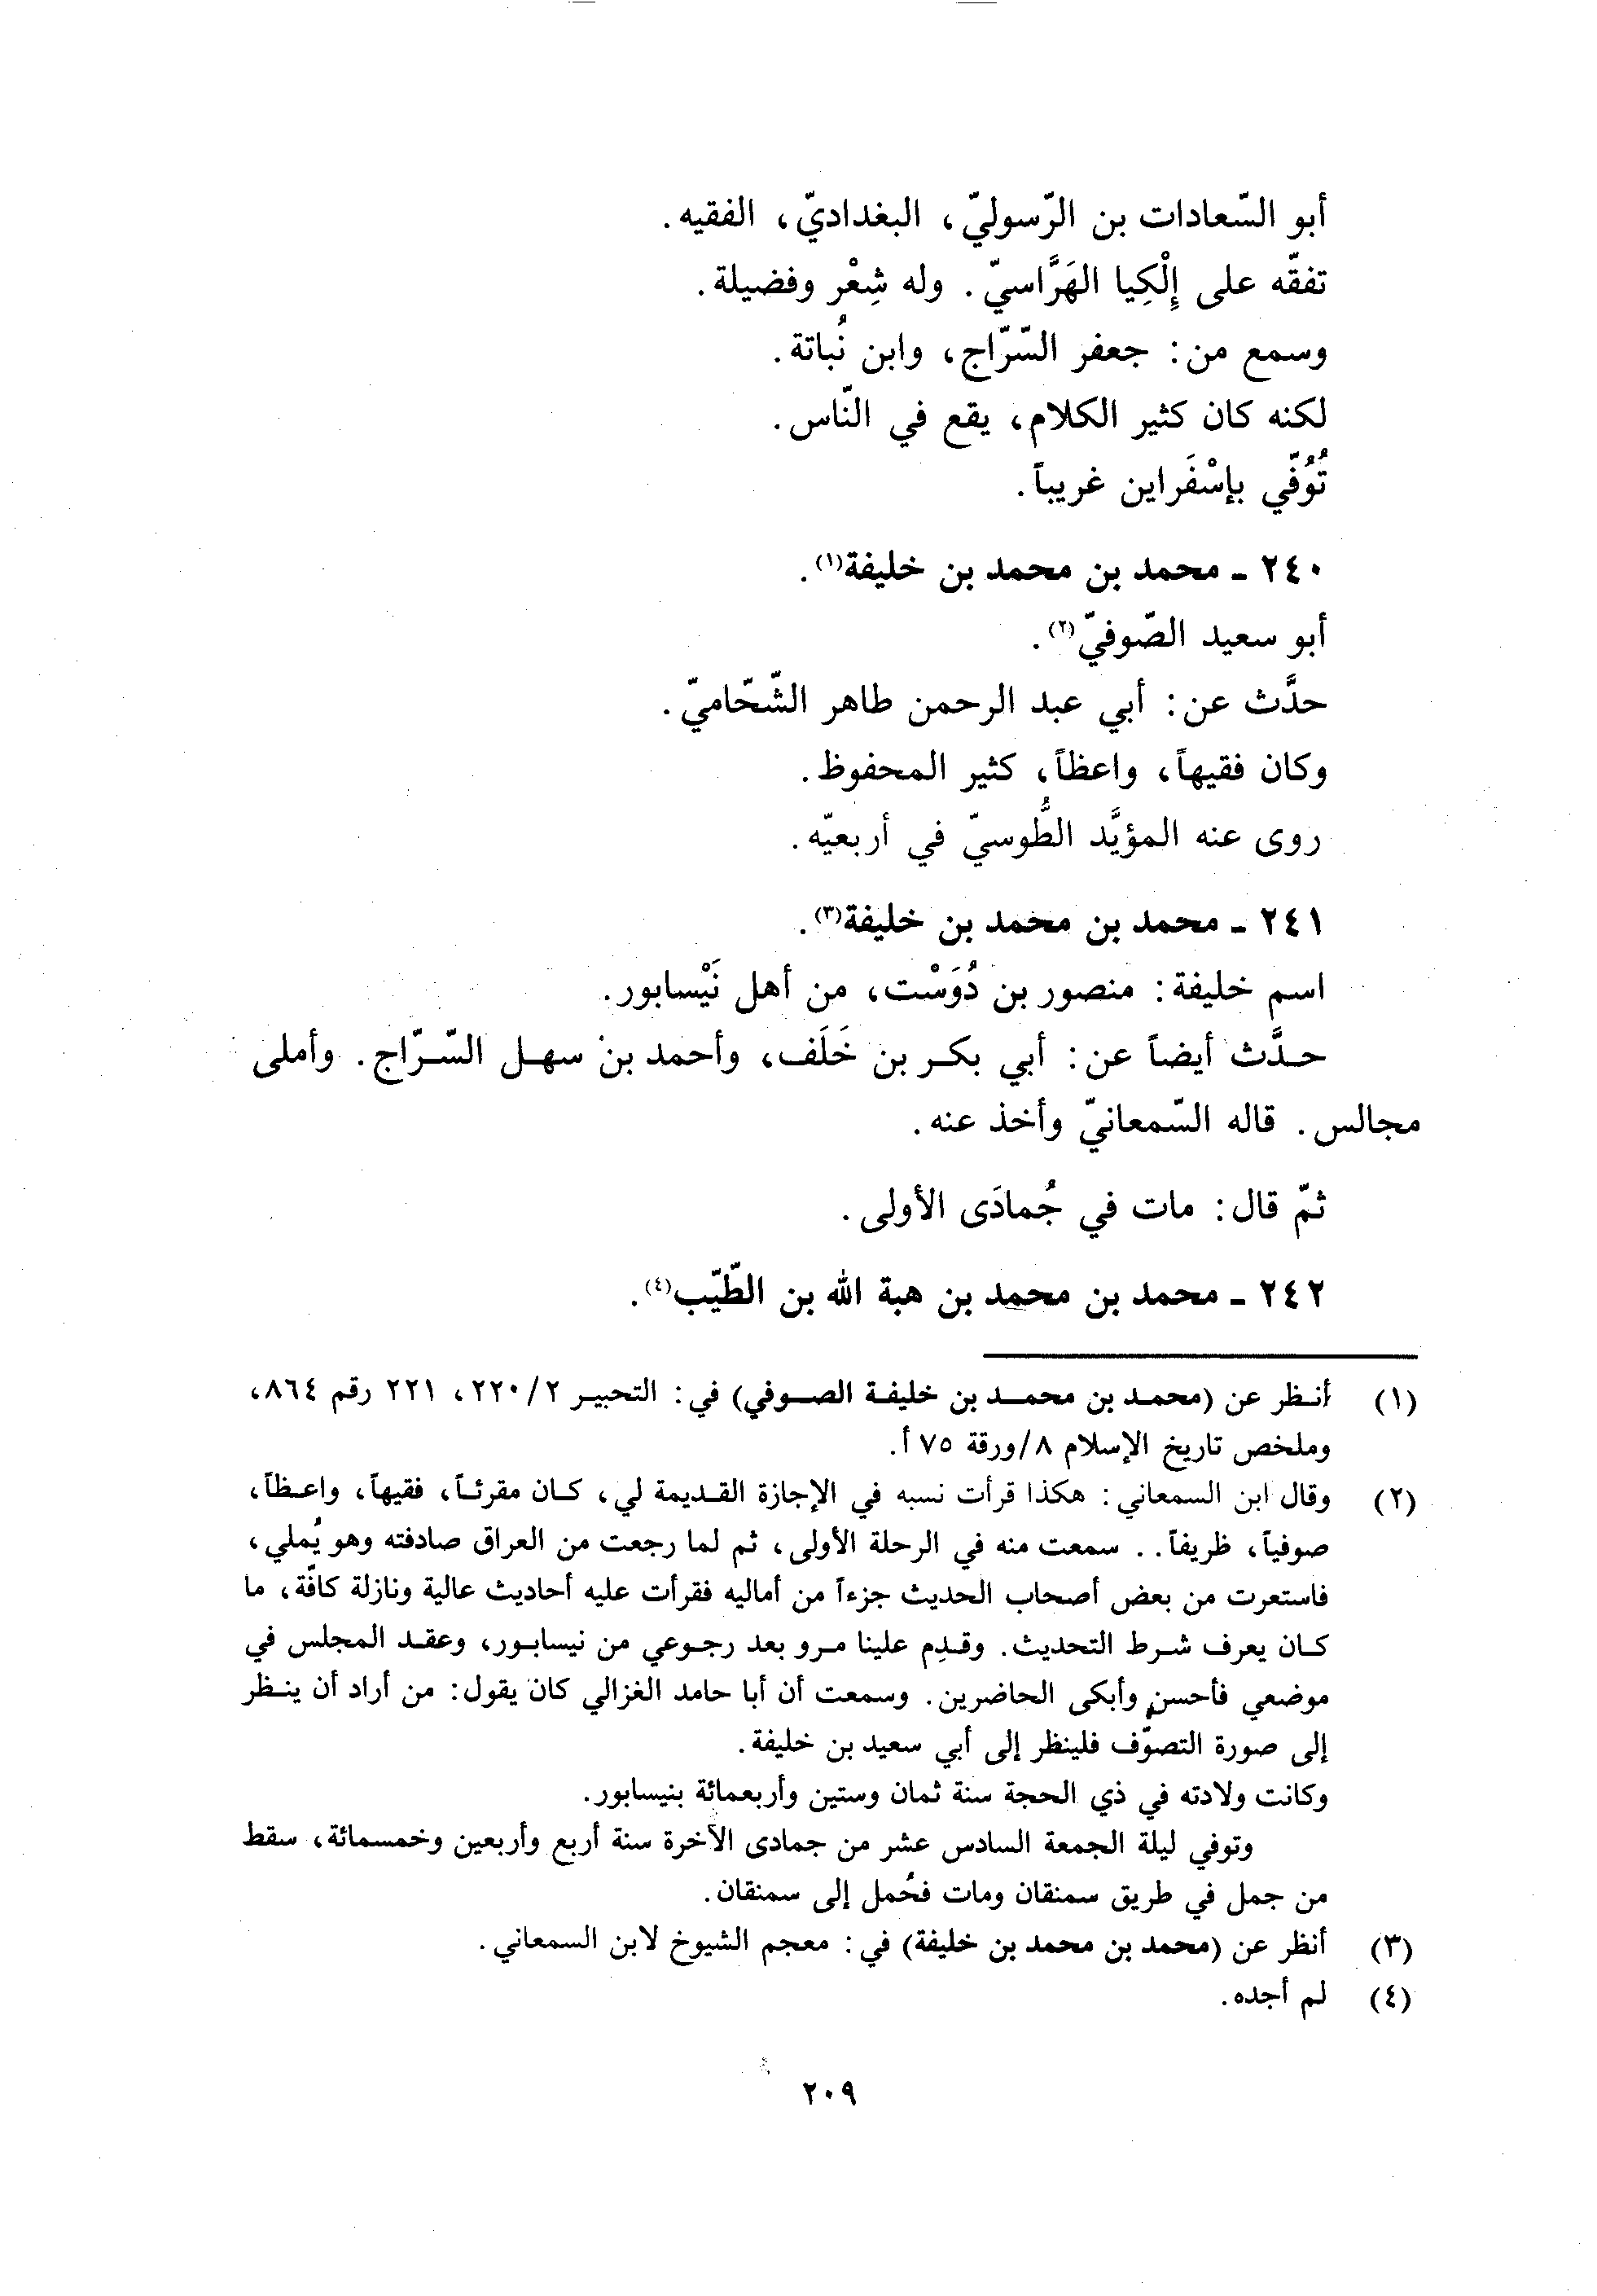 أبو السّعادات بن الرّسوليّ، البغداديّ، الفقيه.
تفقّه على إِلْكِيا الهَرَّاسيّ. وله شِعْر وفضيلة.
وسمع من: جعفر السّرّاج، وابن نُباتة.
لكنه كان كثير الكلام، يقع في النّاس.
تُوُفّي بإسْفَراين غريباً.
٢٤٠ ـ محمد بن محمد بن خليفة(١).
أبو سعيد الصّوفيّ(٢).
حدَّث عن: أبي عبد الرحمن طاهر الشّحّاميّ.
وكان فقيهاً، واعظاً، كثير المحفوظ.
روى عنه المؤيَّد الطُّوسيّ في أربعيّه.
٢٤١ ـ محمد بن محمد بن خليفة(٣).
اسم خليفة: منصور بن دُوَسْت، من أهل نَيْسابور.
حدَّث أيضاً عن: أبي بكر بن خَلَف، وأحمد بن سهل السّرّاج. وأملى
مجالس. قاله السّمعانيّ وأخذ عنه.
ثمّ قال: مات في جُمادَى الأولى.
٢٤٢ ـ محمد بن محمد بن هبة الله بن الطّيّب(٤).
(١) أنظر عن (محمد بن محمد بن خليفة الصوفي) في: التحبير ٢/ ٢٢٠، ٢٢١ رقم ٨٦٤،
وملخص تاريخ الإسلام ٨/ورقة ٧٥ أ.
(٢) وقال ابن السمعاني: هكذا قرأت نسبه في الإجازة القديمة لي، كان مقرئاً، فقيهاً، واعظاً،
صوفياً، ظريفاً.. سمعت منه في الرحلة الأولى، ثم لما رجعت من العراق صادفته وهو يُملي،
فاستعرت من بعض أصحاب الحديث جزءاً من أماليه فقرأت عليه أحاديث عالية ونازلة كافّة، ما
كان يعرف شرط التحديث. وقدِم علينا مرو بعد رجوعي من نيسابور، وعقد المجلس في
موضعي فأحسن وأبكى الحاضرين. وسمعت أن أبا حامد الغزالي كان يقول: من أراد أن ينظر
إلى صورة التصوّف فلينظر إلى أبي سعيد بن خليفة.
وكانت ولادته في ذي الحجة سنة ثمان وستين وأربعمائة بنيسابور.
وتوفي ليلة الجمعة السادس عشر من جمادى الآخرة سنة أربع وأربعين وخمسمائة، سقط
من جمل في طريق سمنقان ومات فحُمل إلى سمنقان.
(٣) أنظر عن (محمد بن محمد بن خليفة) في: معجم الشيوخ لابن السمعاني.
(٤) لم أجده.
٢٠٩